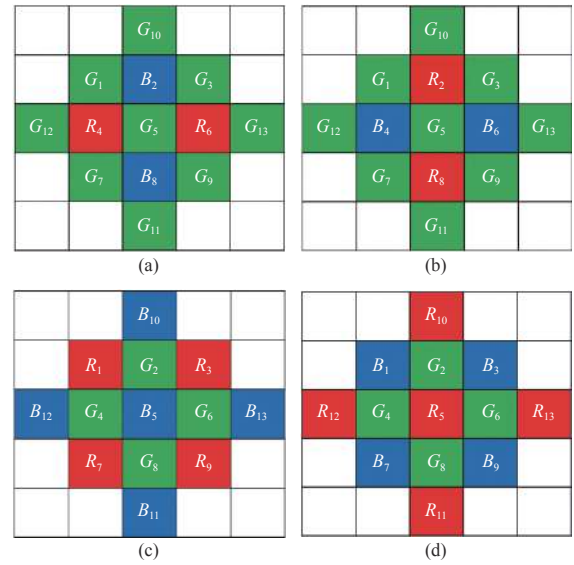 G₁₀
G₁ B₂ G₃
G₁₂ R₄ G₅ R₆ G₁₃
G₇ B₈ G₉
G₁₁
(a)
G₁₀
G₁ R₂ G₃
G₁₂ B₄ G₅ B₆ G₁₃
G₇ R₈ G₉
G₁₁
(b)
B₁₀
R₁ G₂ R₃
B₁₂ G₄ B₅ G₆ B₁₃
R₇ G₈ R₉
B₁₁
(c)
R₁₀
B₁ G₂ B₃
R₁₂ G₄ R₅ G₆ R₁₃
B₇ G₈ B₉
R₁₁
(d)